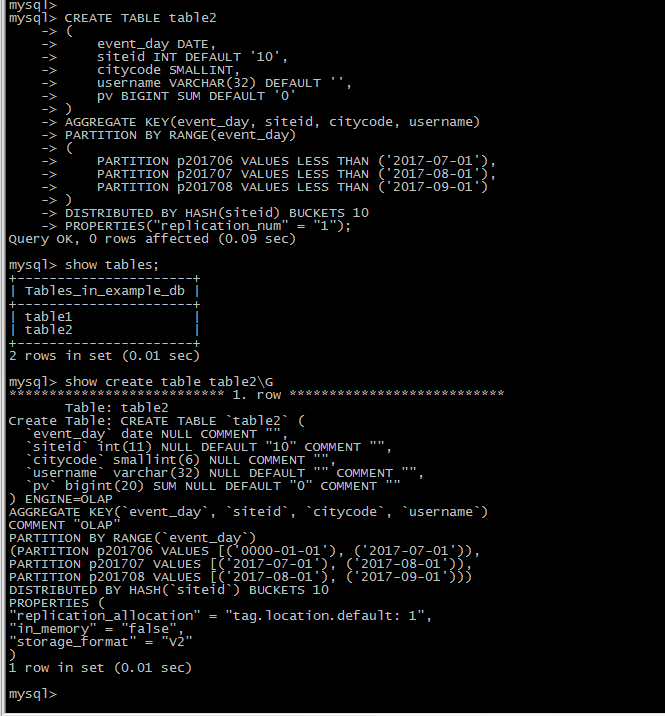 mysql>
mysql> CREATE TABLE table2
    -> (
    ->     event_day DATE,
    ->     siteid INT DEFAULT '10',
    ->     citycode SMALLINT,
    ->     username VARCHAR(32) DEFAULT '',
    ->     pv BIGINT SUM DEFAULT '0'
    -> )
    -> AGGREGATE KEY(event_day, siteid, citycode, username)
    -> PARTITION BY RANGE(event_day)
    -> (
    ->     PARTITION p201706 VALUES LESS THAN ('2017-07-01'),
    ->     PARTITION p201707 VALUES LESS THAN ('2017-08-01'),
    ->     PARTITION p201708 VALUES LESS THAN ('2017-09-01')
    -> )
    -> DISTRIBUTED BY HASH(siteid) BUCKETS 10
    -> PROPERTIES("replication_num" = "1");
Query OK, 0 rows affected (0.09 sec)

mysql> show tables;
+----------------------+
| Tables_in_example_db |
+----------------------+
| table1               |
| table2               |
+----------------------+
2 rows in set (0.01 sec)

mysql> show create table table2\G
*************************** 1. row ***************************
       Table: table2
Create Table: CREATE TABLE `table2` (
  `event_day` date NULL COMMENT "",
  `siteid` int(11) NULL DEFAULT "10" COMMENT "",
  `citycode` smallint(6) NULL COMMENT "",
  `username` varchar(32) NULL DEFAULT "" COMMENT "",
  `pv` bigint(20) SUM NULL DEFAULT "0" COMMENT ""
) ENGINE=OLAP
AGGREGATE KEY(`event_day`, `siteid`, `citycode`, `username`)
COMMENT "OLAP"
PARTITION BY RANGE(`event_day`)
(PARTITION p201706 VALUES [('0000-01-01'), ('2017-07-01')),
PARTITION p201707 VALUES [('2017-07-01'), ('2017-08-01')),
PARTITION p201708 VALUES [('2017-08-01'), ('2017-09-01')))
DISTRIBUTED BY HASH(`siteid`) BUCKETS 10
PROPERTIES (
"replication_allocation" = "tag.location.default: 1",
"in_memory" = "false",
"storage_format" = "V2"
)
1 row in set (0.01 sec)

mysql>